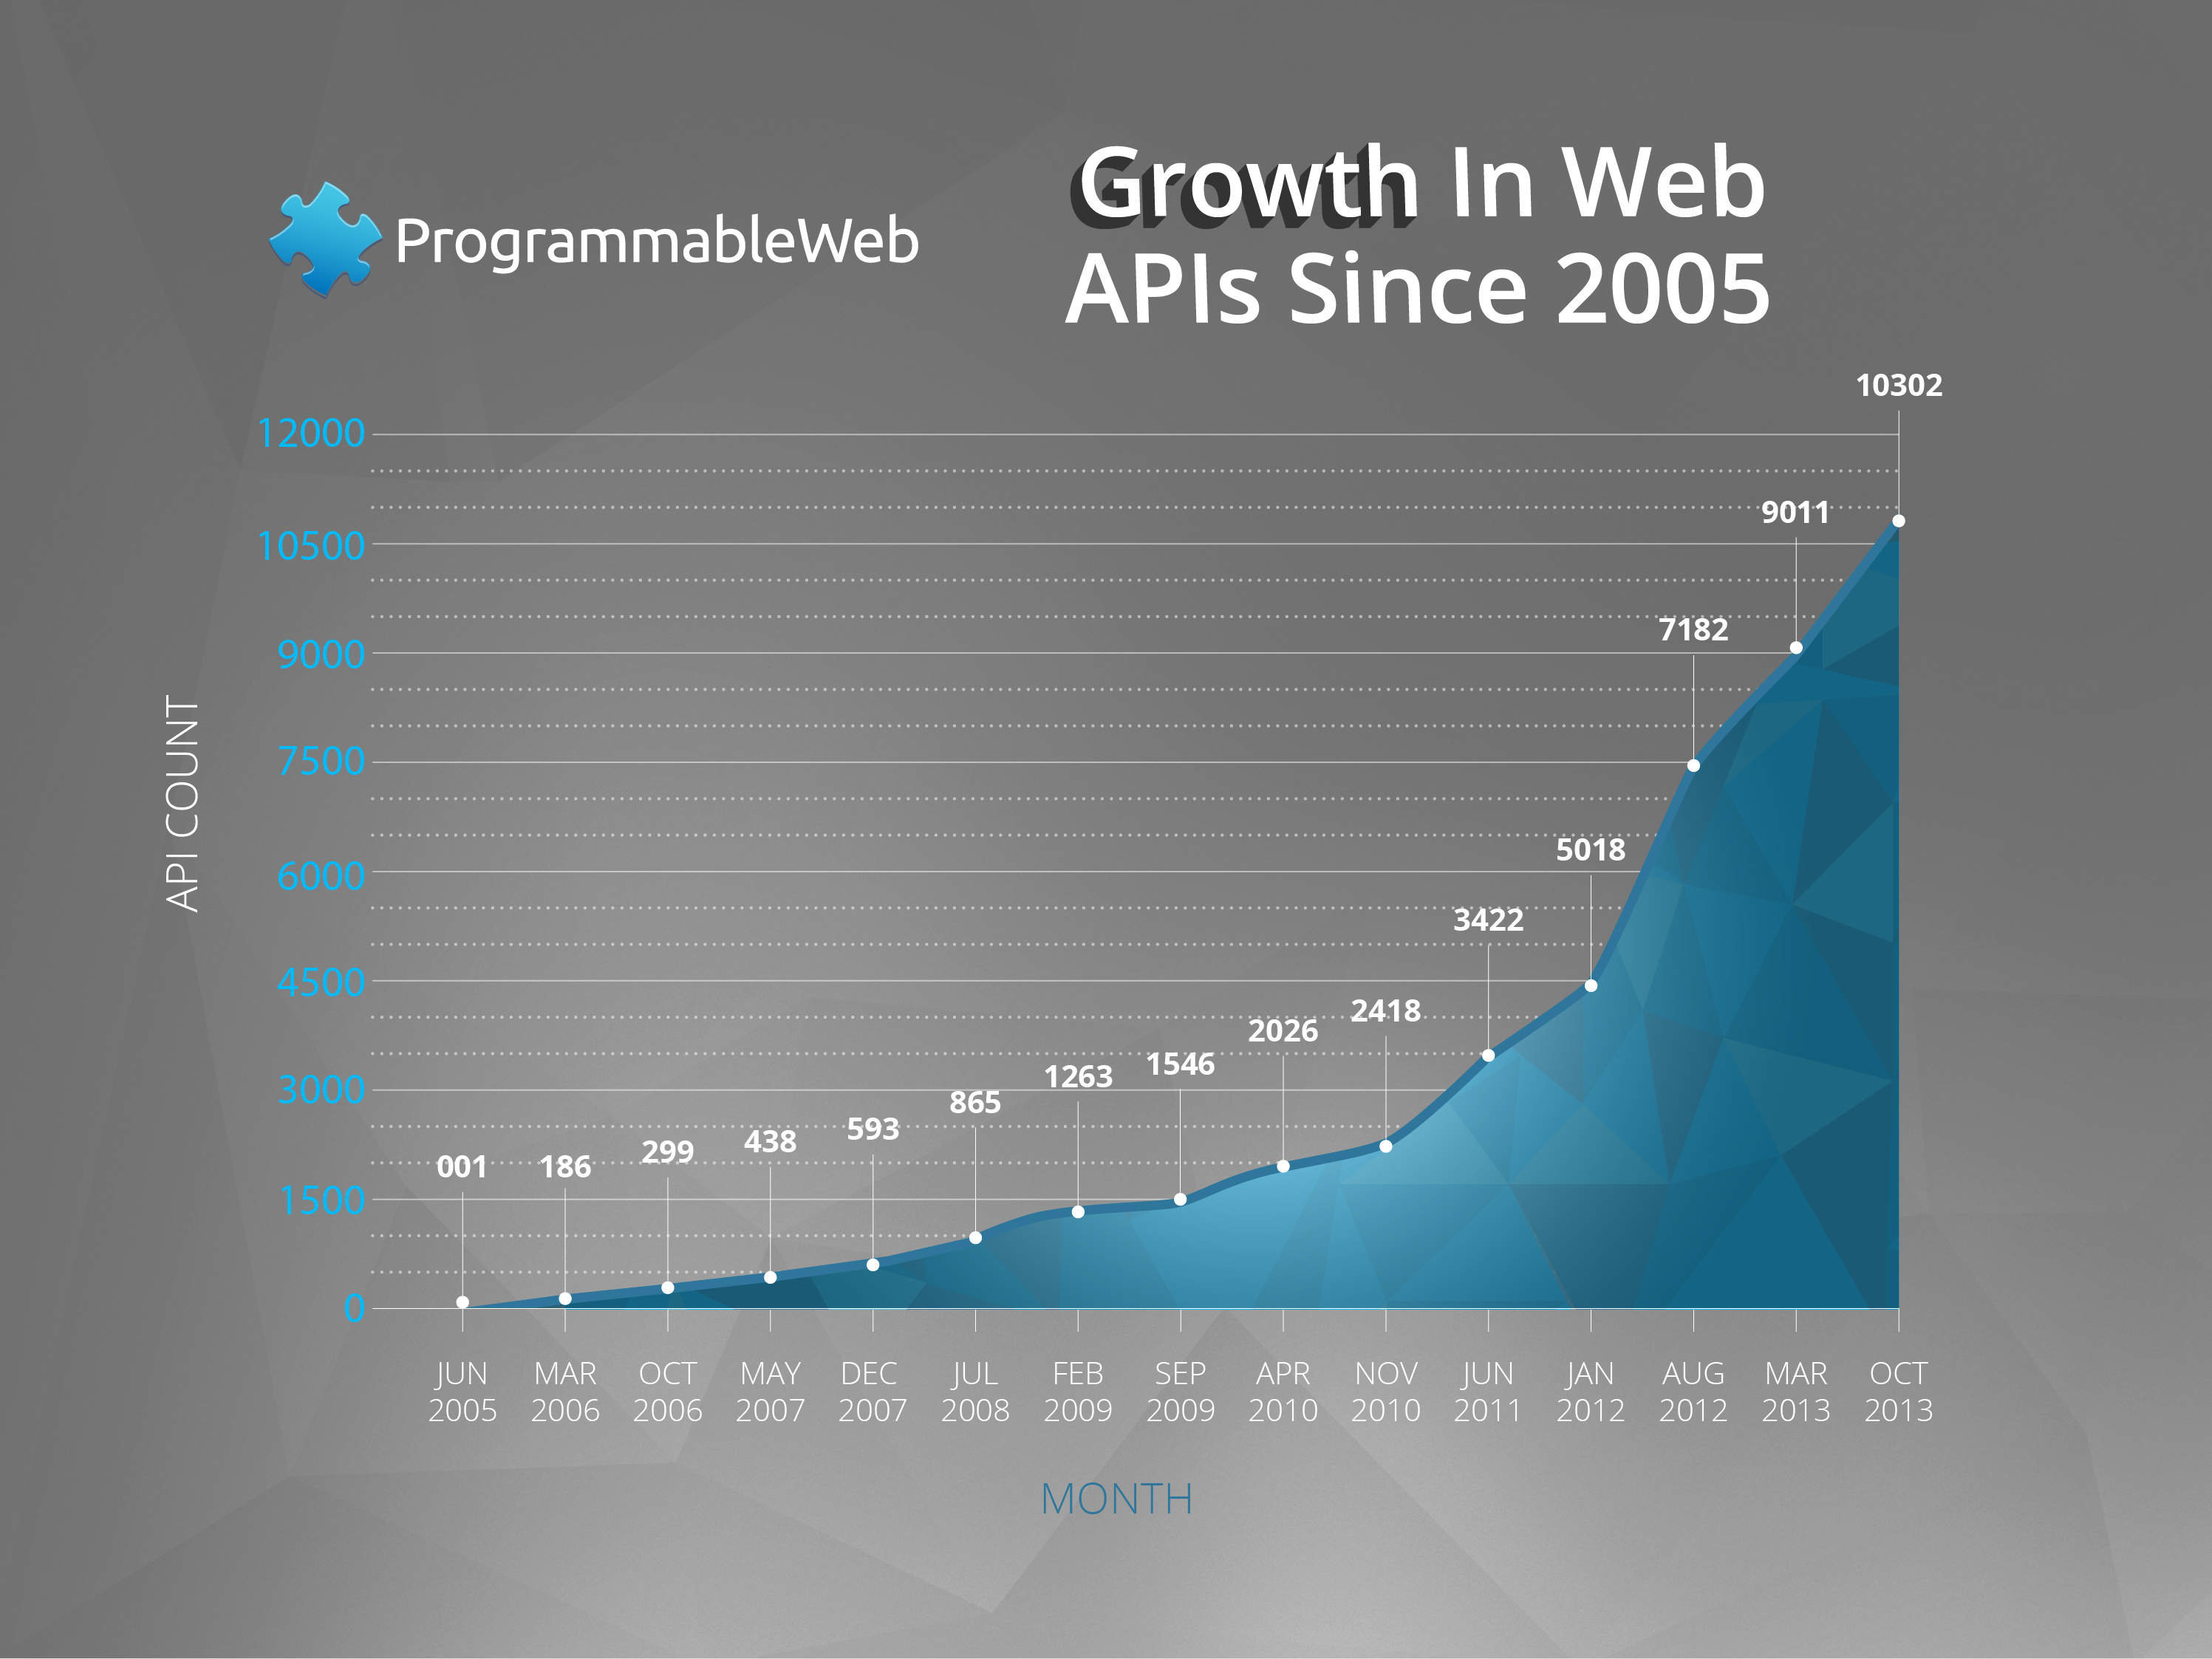 ProgrammableWeb
Growth In Web
APIs Since 2005
API COUNT
12000
10500
9000
7500
6000
4500
3000
1500
0
001
186
299
438
593
865
1263
1546
2026
2418
3422
5018
7182
9011
10302
JUN
2005
MAR
2006
OCT
2006
MAY
2007
DEC
2007
JUL
2008
FEB
2009
SEP
2009
APR
2010
NOV
2010
JUN
2011
JAN
2012
AUG
2012
MAR
2013
OCT
2013
MONTH